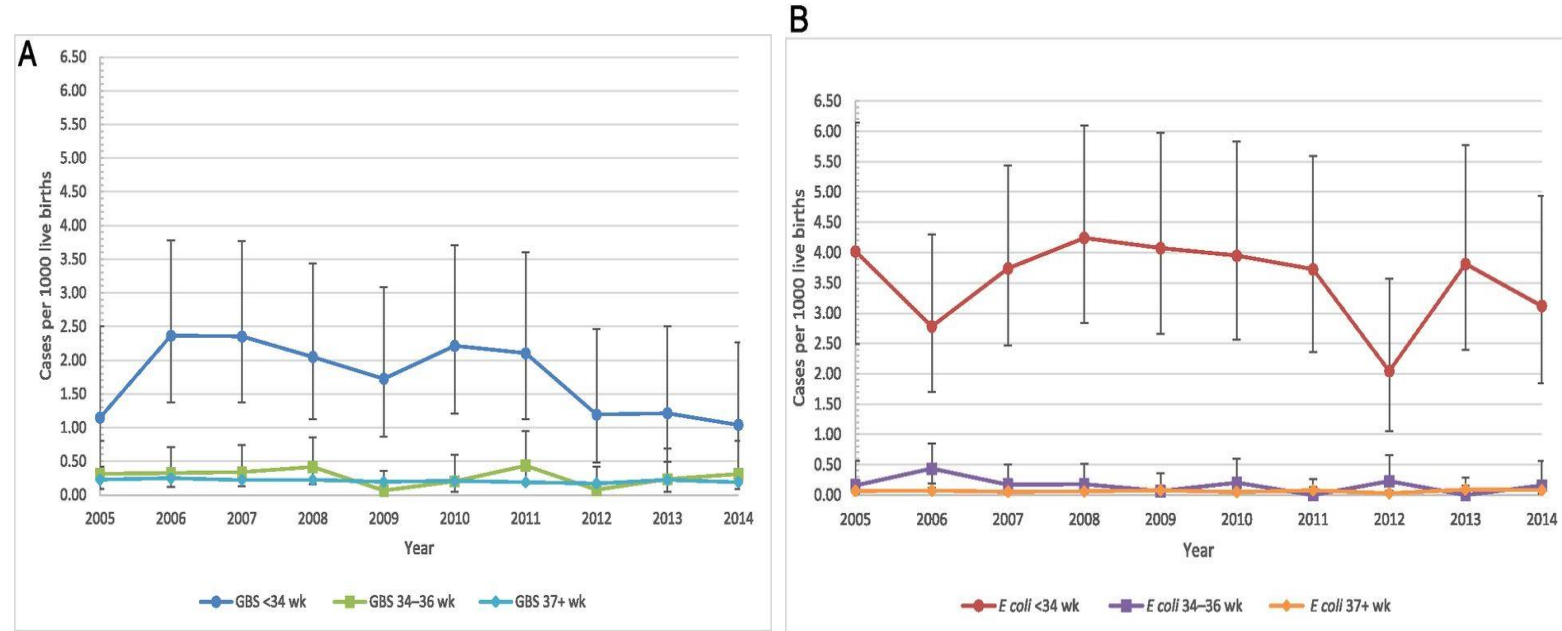 A
Cases per 1000 live births
6.50
6.00
5.50
5.00
4.50
4.00
3.50
3.00
2.50
2.00
1.50
1.00
0.50
0.00
2005 2006 2007 2008 2009 2010 2011 2012 2013 2014
Year
GBS <34 wk GBS 34–36 wk GBS 37+ wk
B
Cases per 1000 live births
6.50
6.00
5.50
5.00
4.50
4.00
3.50
3.00
2.50
2.00
1.50
1.00
0.50
0.00
2005 2006 2007 2008 2009 2010 2011 2012 2013 2014
Year
E coli <34 wk E coli 34–36 wk E coli 37+ wk